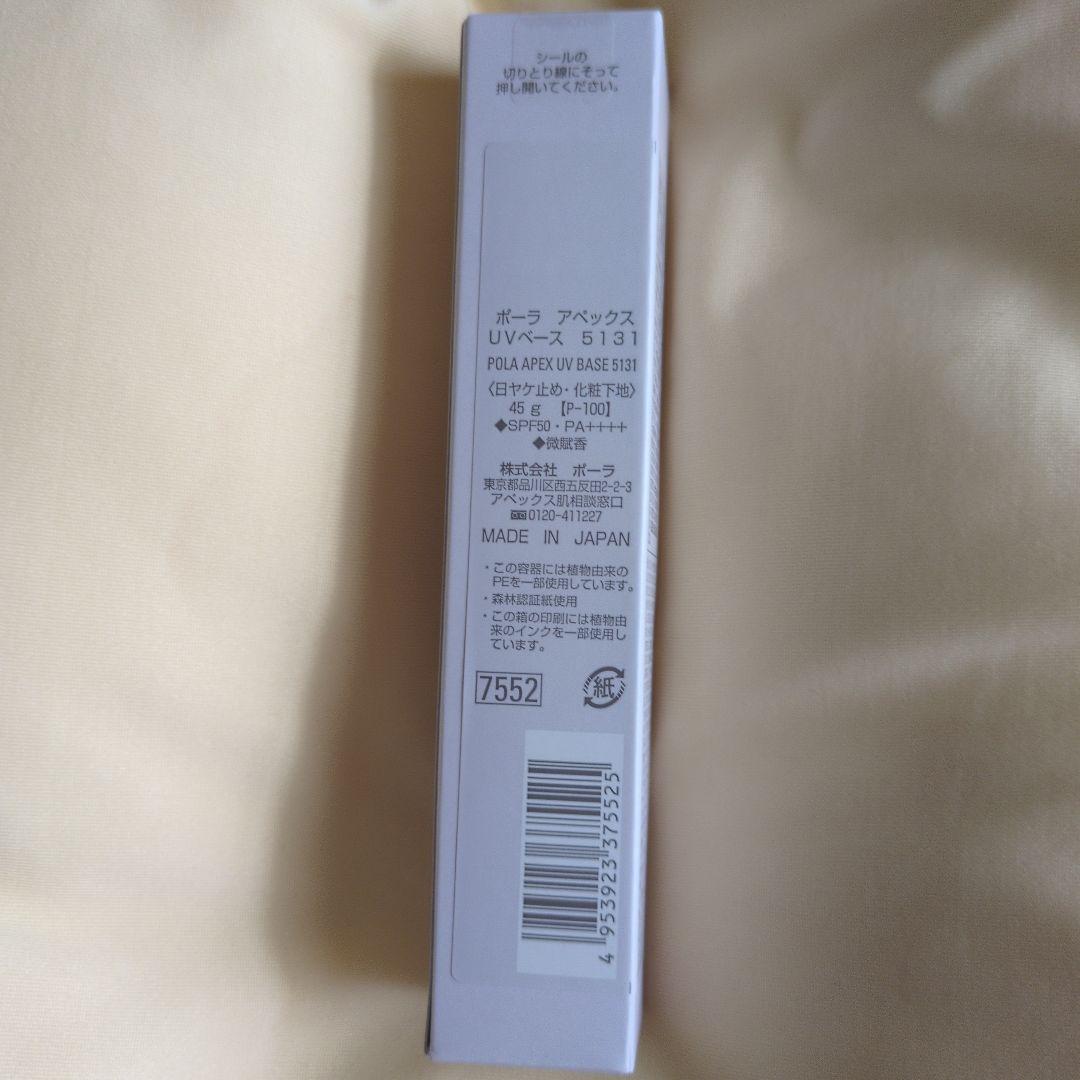 シールの
切りとり線にそって
押し開いてください。
ポーラ アペックス
UVベース 5131
POLA APEX UV BASE 5131
〈日ヤケ止め・化粧下地〉
45 g 【P-100】
◆SPF50・PA++++
◆微賦香
株式会社 ポーラ
東京都品川区西五反田2-2-3
アペックス肌相談窓口
0120-411227
MADE IN JAPAN
・この容器には植物由来の
PEを一部使用しています。
・森林認証紙使用
・この箱の印刷には植物由
来のインクを一部使用し
ています。
7552
紙
4 953923 375525